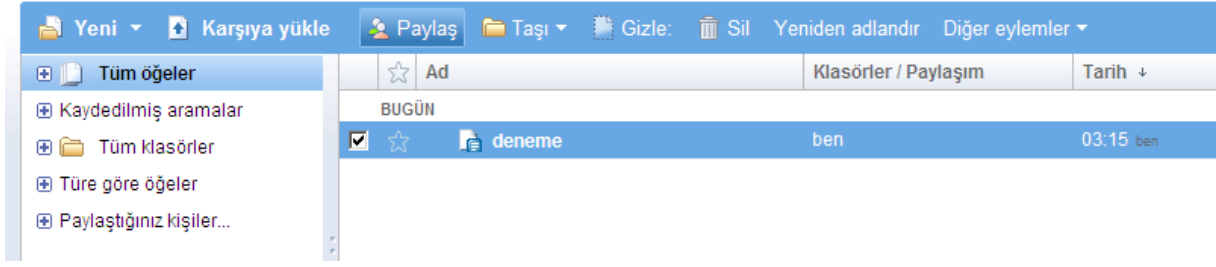 Yeni Karşıya yükle Paylaş Taşı Gizle: Sil Yeniden adlandır Diğer eylemler
Tüm öğeler
Kaydedilmiş aramalar
Tüm klasörler
Türe göre öğeler
Paylaştığınız kişiler...
Ad Klasörler / Paylaşım Tarih
BUGÜN
deneme ben 03:15 ben